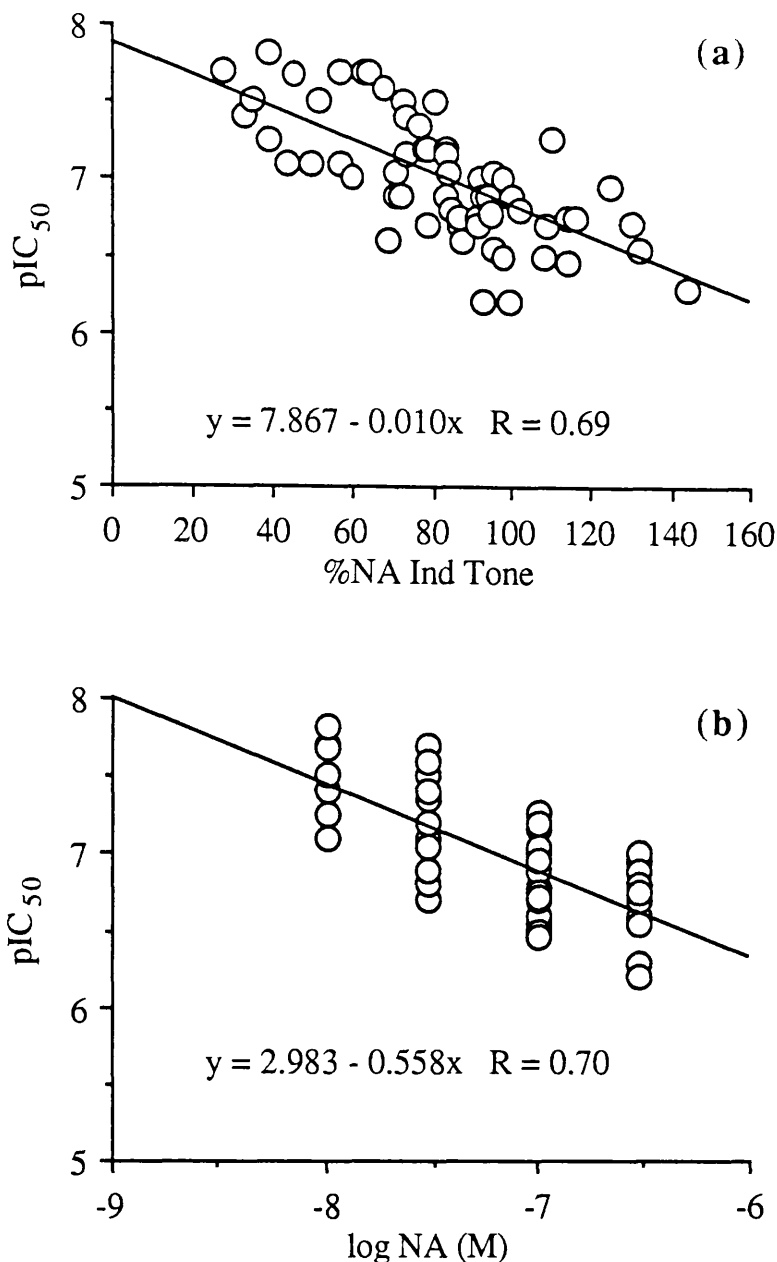 (a)
8
7
6
5
pIC50
y = 7.867 - 0.010x R = 0.69
0 20 40 60 80 100 120 140 160
%NA Ind Tone
(b)
8
7
6
5
pIC50
y = 2.983 - 0.558x R = 0.70
-9 -8 -7 -6
log NA (M)